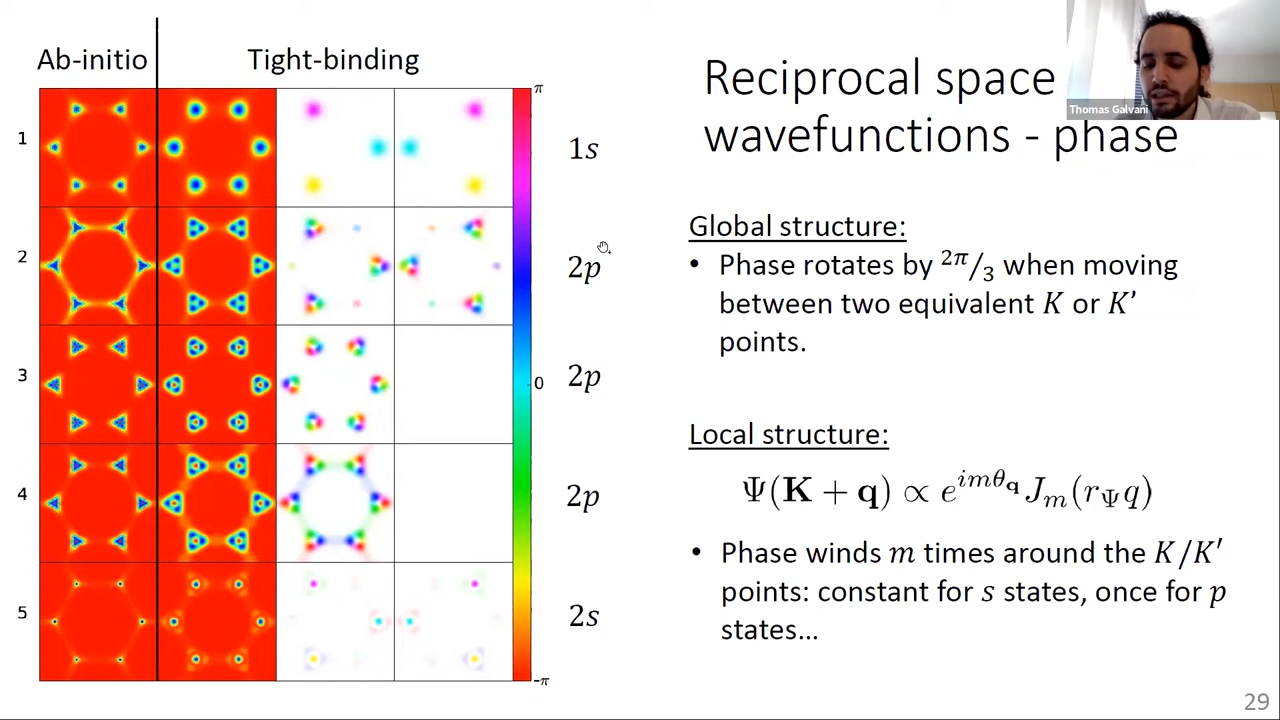 Ab-initio
Tight-binding
1
2
3
4
5
π
0
-π
1s
2p
2p
2p
2s
Reciprocal space
wavefunctions - phase
Thomas Galvani
Global structure:
• Phase rotates by 2π/3 when moving
between two equivalent K or K’
points.
Local structure:
Ψ(K + q) ∝ e^{imθ_q} J_m(r_Ψ q)
• Phase winds m times around the K/K′
points: constant for s states, once for p
states…
29